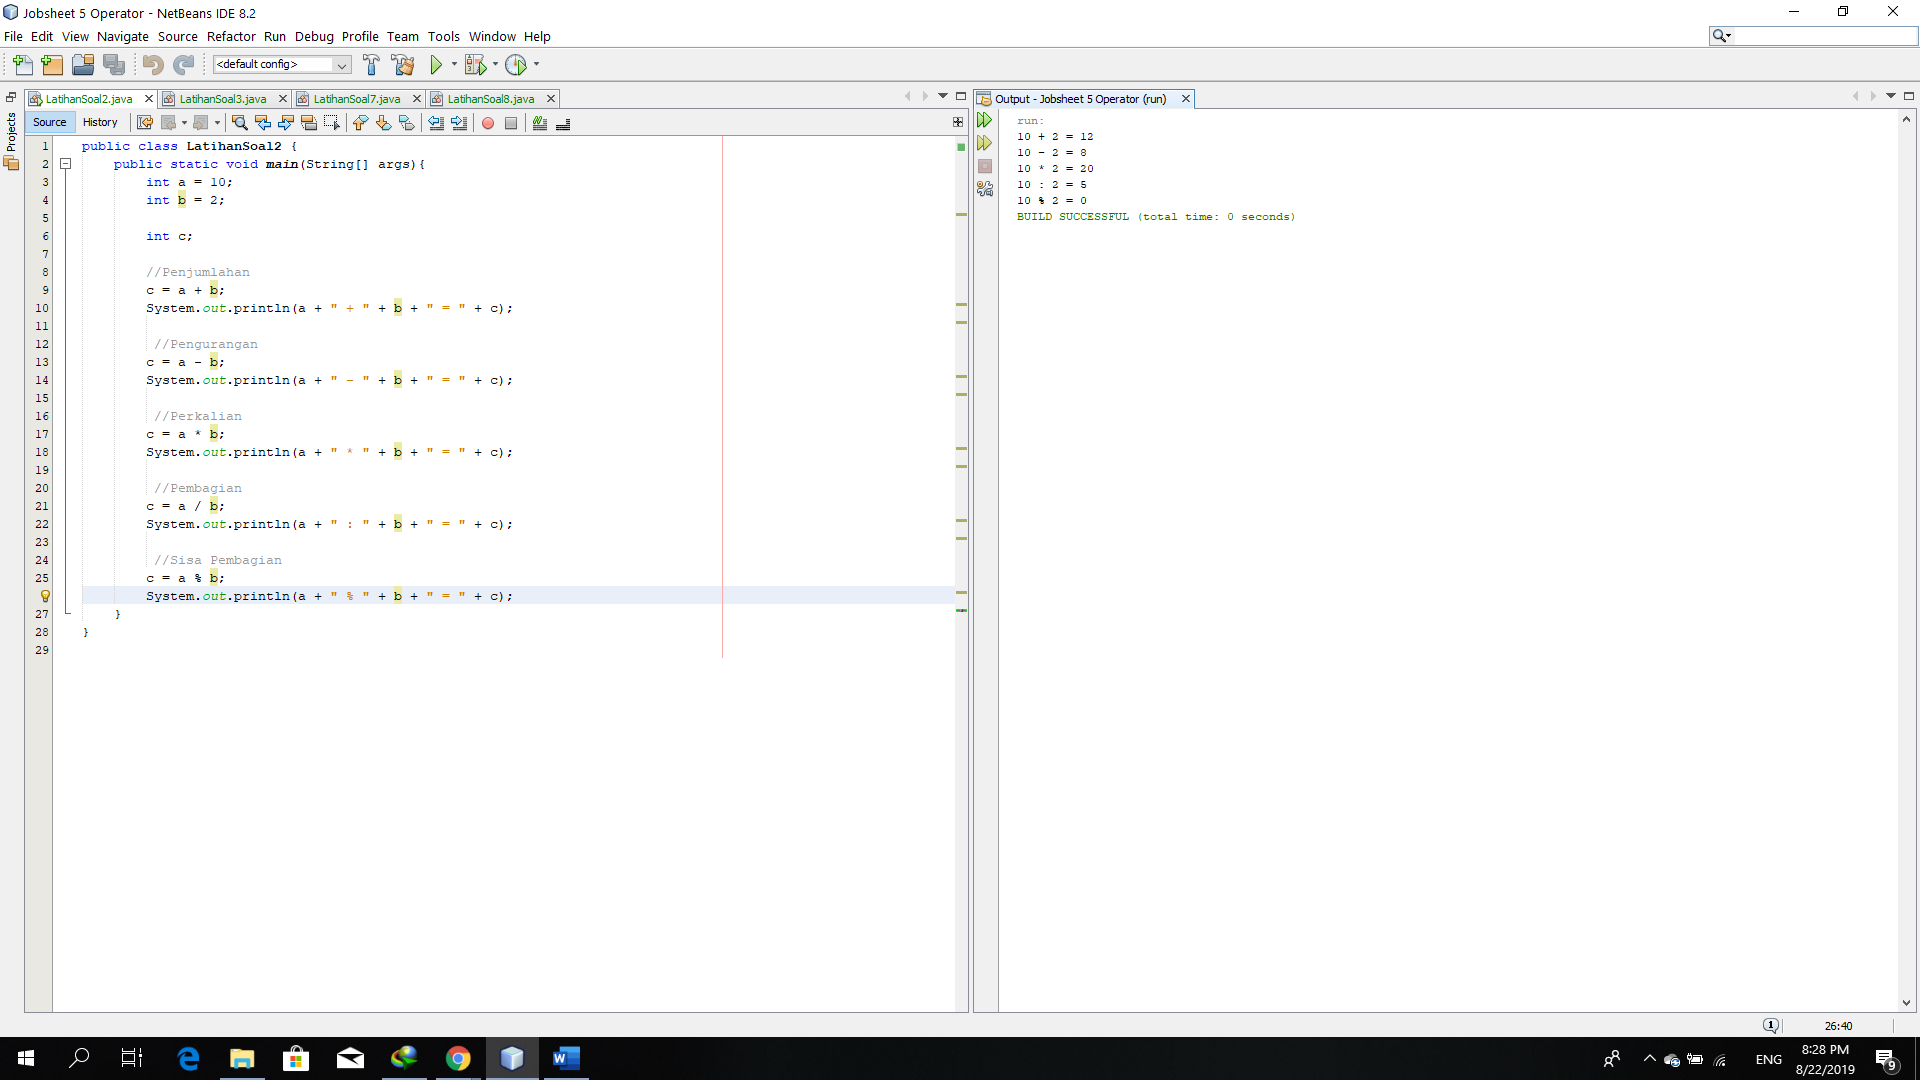 Jobsheet 5 Operator - NetBeans IDE 8.2
File Edit View Navigate Source Refactor Run Debug Profile Team Tools Window Help
<default config>
Projects
LatihanSoal2.java LatihanSoal3.java LatihanSoal7.java LatihanSoal8.java
Source History
1 public class LatihanSoal2 {
2 public static void main(String[] args){
3 int a = 10;
4 int b = 2;
5
6 int c;
7
8 //Penjumlahan
9 c = a + b;
10 System.out.println(a + " + " + b + " = " + c);
11
12 //Pengurangan
13 c = a - b;
14 System.out.println(a + " - " + b + " = " + c);
15
16 //Perkalian
17 c = a * b;
18 System.out.println(a + " * " + b + " = " + c);
19
20 //Pembagian
21 c = a / b;
22 System.out.println(a + " : " + b + " = " + c);
23
24 //Sisa Pembagian
25 c = a % b;
System.out.println(a + " % " + b + " = " + c);
27 }
28 }
29
Output - Jobsheet 5 Operator (run)
run:
10 + 2 = 12
10 - 2 = 8
10 * 2 = 20
10 : 2 = 5
10 % 2 = 0
BUILD SUCCESSFUL (total time: 0 seconds)
1
26:40
ENG
8:28 PM
8/22/2019
9